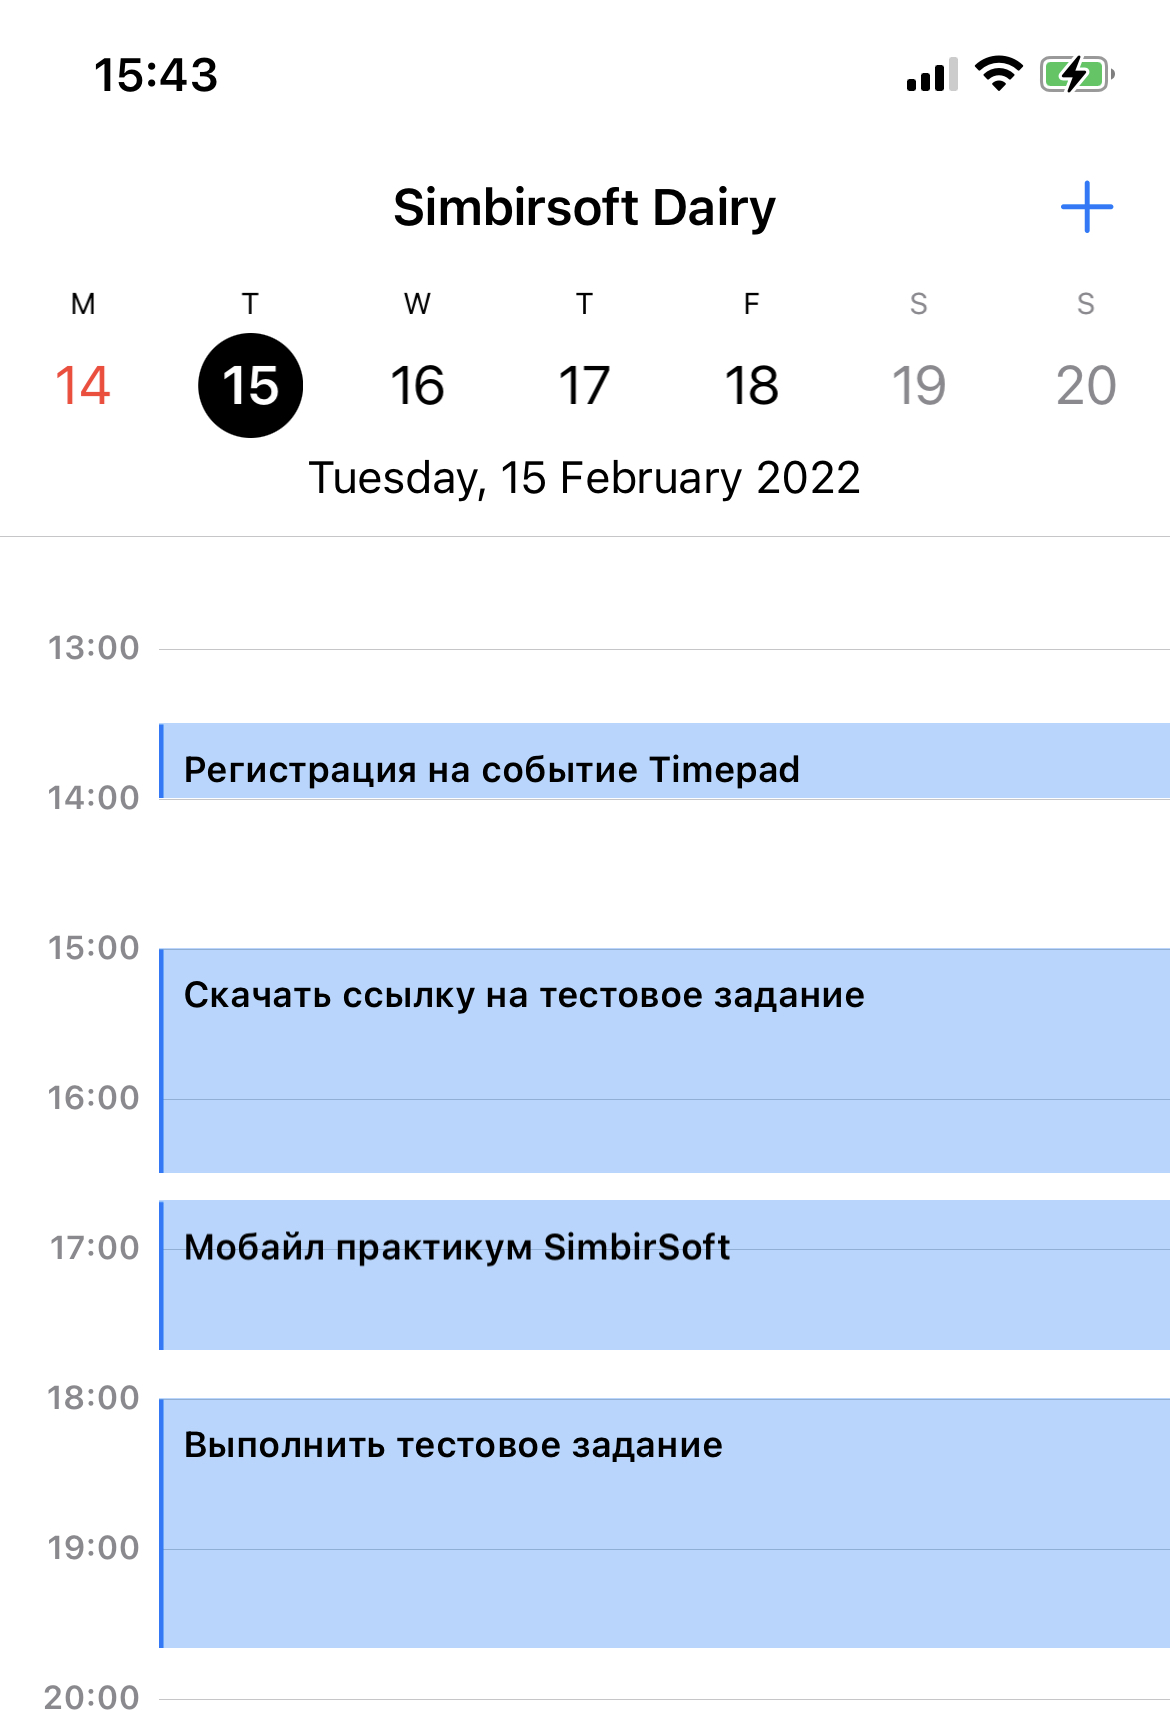 15:43
Simbirsoft Dairy
M T W T F S S
14 15 16 17 18 19 20
Tuesday, 15 February 2022
13:00
Регистрация на событие Timepad
14:00
15:00
Скачать ссылку на тестовое задание
16:00
17:00 Мобайл практикум SimbirSoft
18:00
Выполнить тестовое задание
19:00
20:00